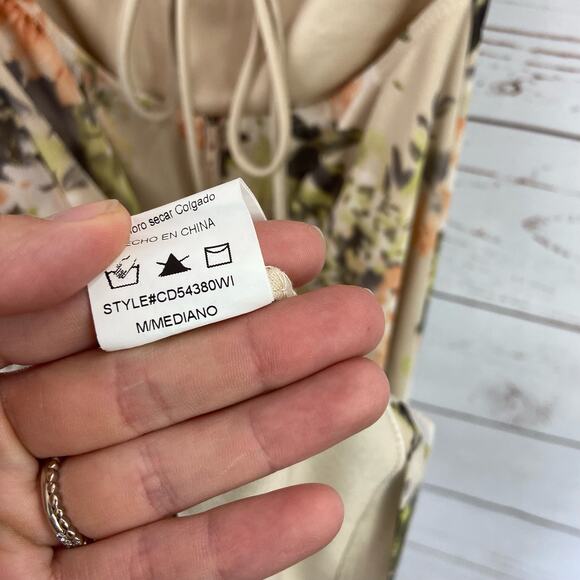 secar Colgado
EN CHINA
STYLE#CD54380WI
M/MEDIANO